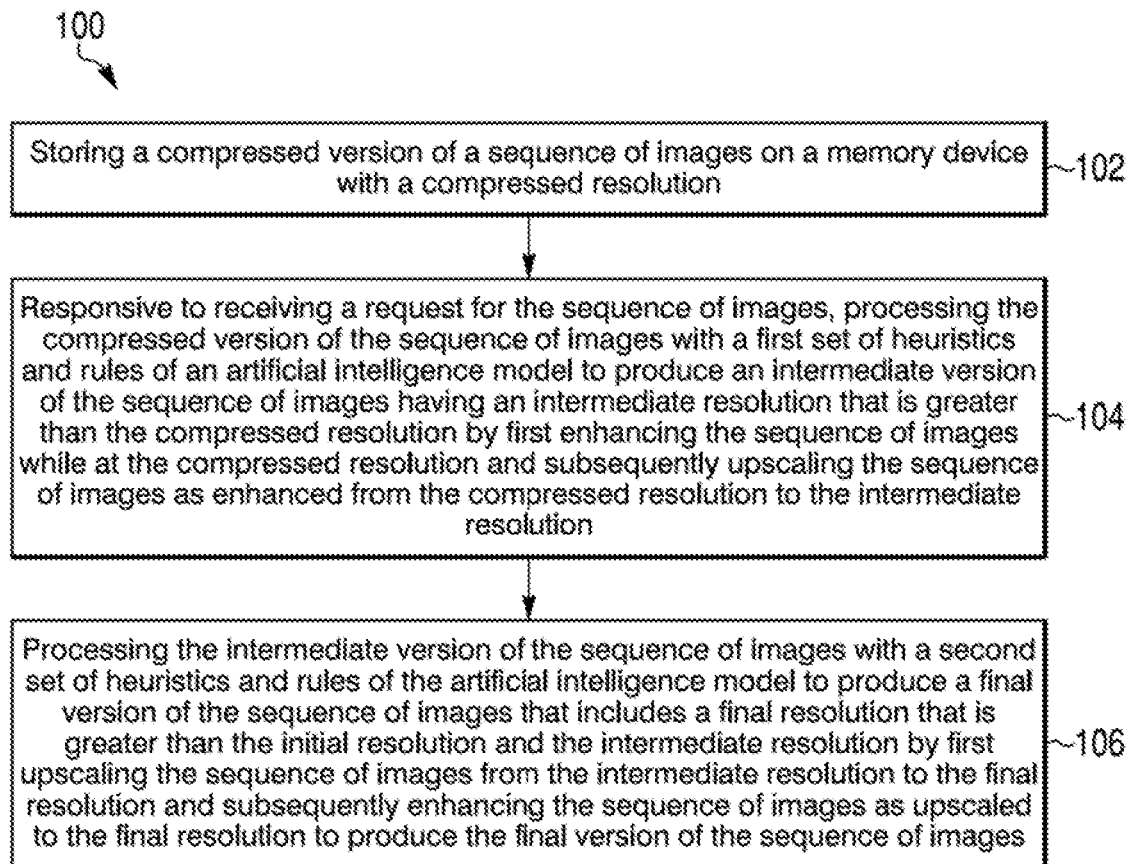 100
Storing a compressed version of a sequence of images on a memory device
with a compressed resolution
102
Responsive to receiving a request for the sequence of images, processing the
compressed version of the sequence of images with a first set of heuristics
and rules of an artificial intelligence model to produce an intermediate version
of the sequence of images having an intermediate resolution that is greater
than the compressed resolution by first enhancing the sequence of images
while at the compressed resolution and subsequently upscaling the sequence
of images as enhanced from the compressed resolution to the intermediate
resolution
104
Processing the intermediate version of the sequence of images with a second
set of heuristics and rules of the artificial intelligence model to produce a final
version of the sequence of images that includes a final resolution that is
greater than the initial resolution and the intermediate resolution by first
upscaling the sequence of images from the intermediate resolution to the final
resolution and subsequently enhancing the sequence of images as upscaled
to the final resolution to produce the final version of the sequence of images
106